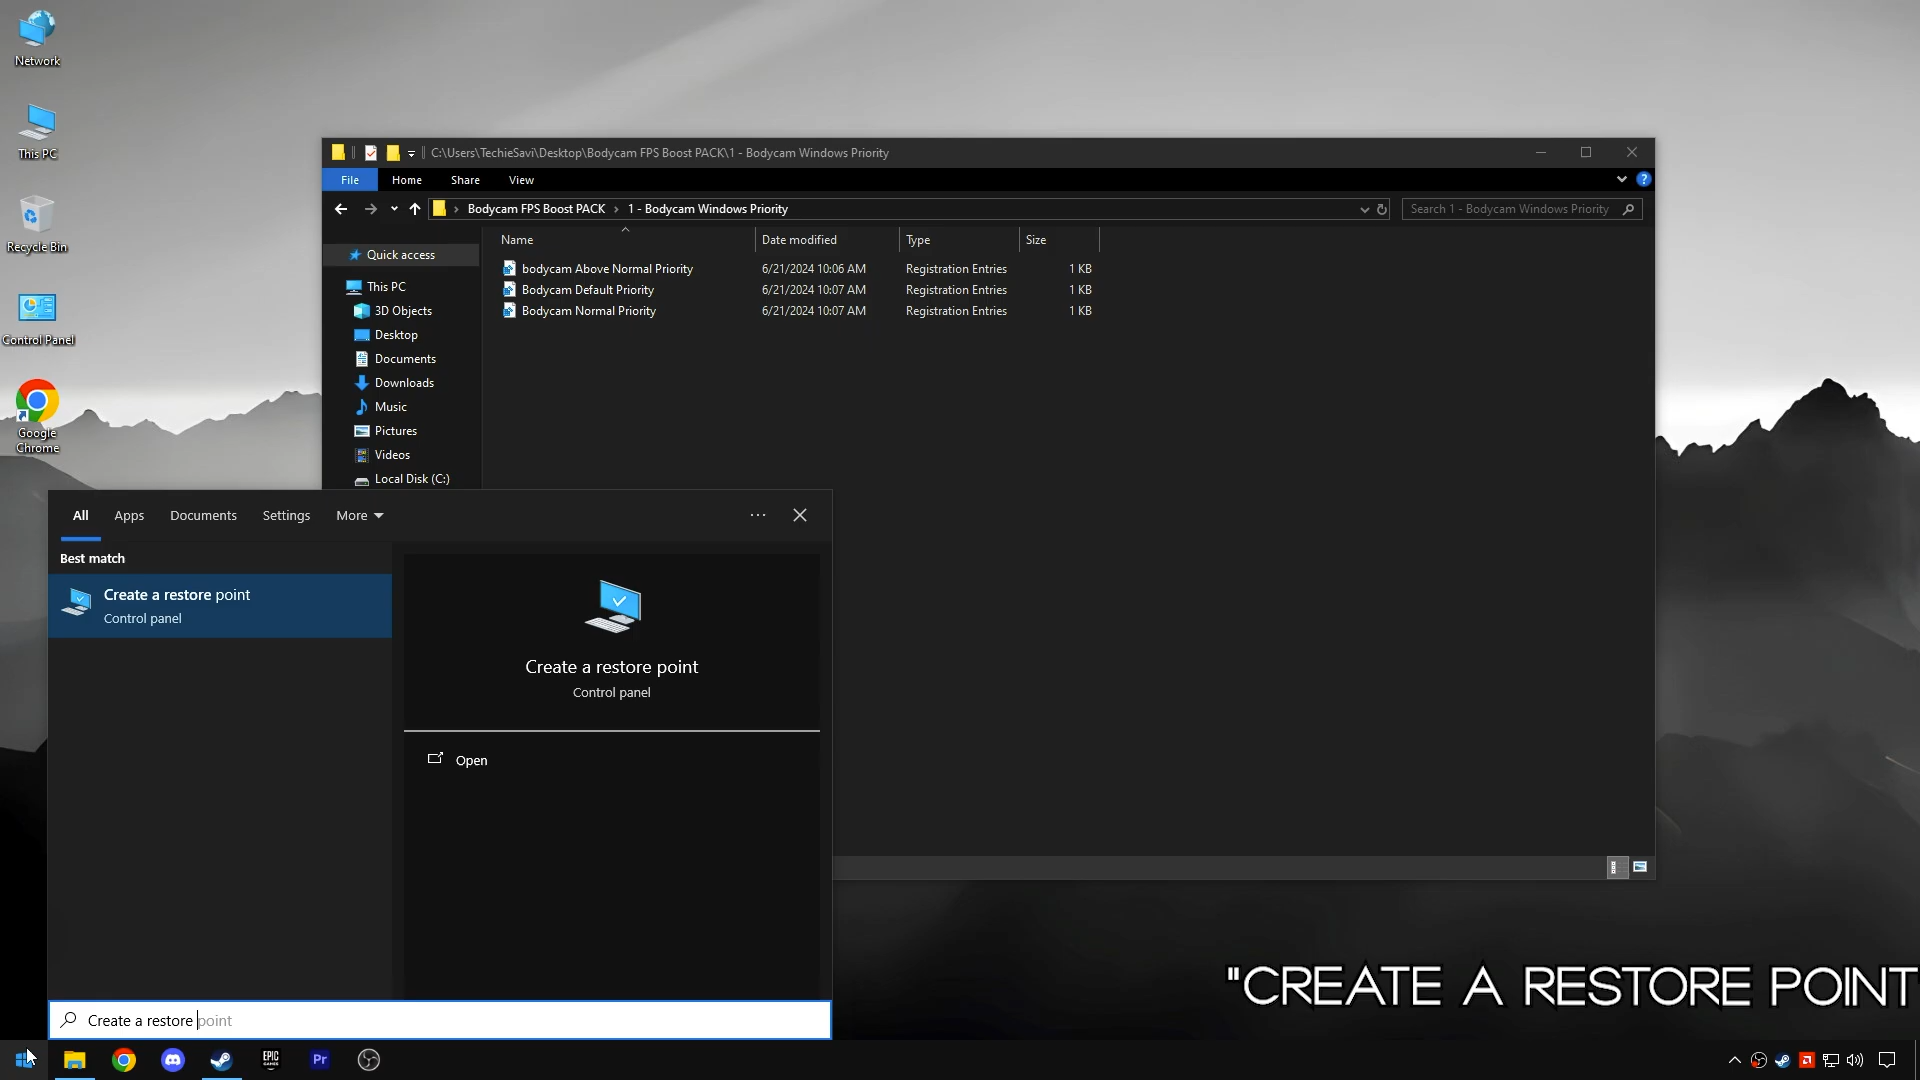 Network
This PC
Recycle Bin
Control Panel
Google
Chrome
C:\Users\TechieSavi\Desktop\Bodycam FPS Boost PACK\1 - Bodycam Windows Priority
File Home Share View
Bodycam FPS Boost PACK 1 - Bodycam Windows Priority
Search 1 - Bodycam Windows Priority
Name Date modified Type Size
bodycam Above Normal Priority 6/21/2024 10:06 AM Registration Entries 1 KB
Bodycam Default Priority 6/21/2024 10:07 AM Registration Entries 1 KB
Bodycam Normal Priority 6/21/2024 10:07 AM Registration Entries 1 KB
Quick access
This PC
3D Objects
Desktop
Documents
Downloads
Music
Pictures
Videos
Local Disk (C:)
All Apps Documents Settings More
Best match
Create a restore point
Control panel
Create a restore point
Control panel
Open
Create a restore point
"CREATE A RESTORE POINT"
EPIC
GAMES
Pr